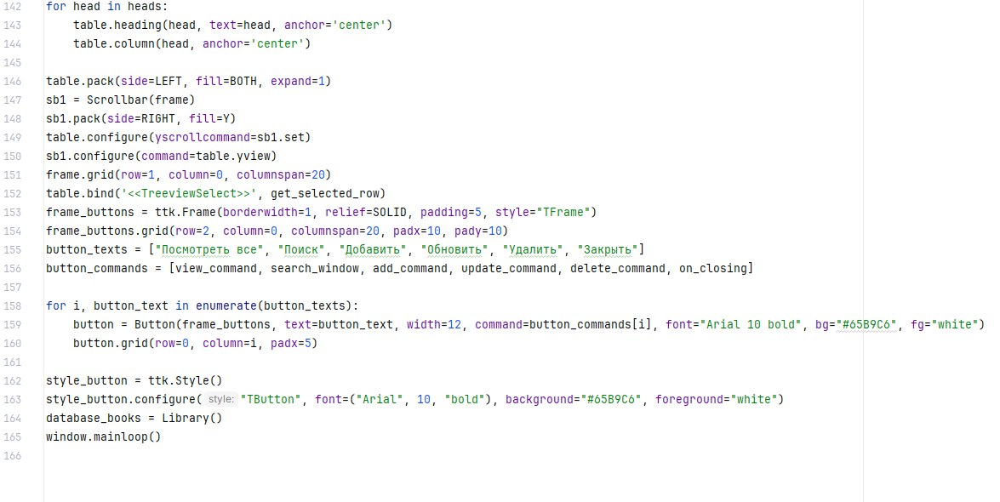 142 for head in heads:
143     table.heading(head, text=head, anchor='center')
144     table.column(head, anchor='center')
145
146 table.pack(side=LEFT, fill=BOTH, expand=1)
147 sb1 = Scrollbar(frame)
148 sb1.pack(side=RIGHT, fill=Y)
149 table.configure(yscrollcommand=sb1.set)
150 sb1.configure(command=table.yview)
151 frame.grid(row=1, column=0, columnspan=20)
152 table.bind('<<TreeviewSelect>>', get_selected_row)
153 frame_buttons = ttk.Frame(borderwidth=1, relief=SOLID, padding=5, style="TFrame")
154 frame_buttons.grid(row=2, column=0, columnspan=20, padx=10, pady=10)
155 button_texts = ["Посмотреть все", "Поиск", "Добавить", "Обновить", "Удалить", "Закрыть"]
156 button_commands = [view_command, search_window, add_command, update_command, delete_command, on_closing]
157
158 for i, button_text in enumerate(button_texts):
159     button = Button(frame_buttons, text=button_text, width=12, command=button_commands[i], font="Arial 10 bold", bg="#65B9C6", fg="white")
160     button.grid(row=0, column=i, padx=5)
161
162 style_button = ttk.Style()
163 style_button.configure( style: "TButton", font=("Arial", 10, "bold"), background="#65B9C6", foreground="white")
164 database_books = Library()
165 window.mainloop()
166